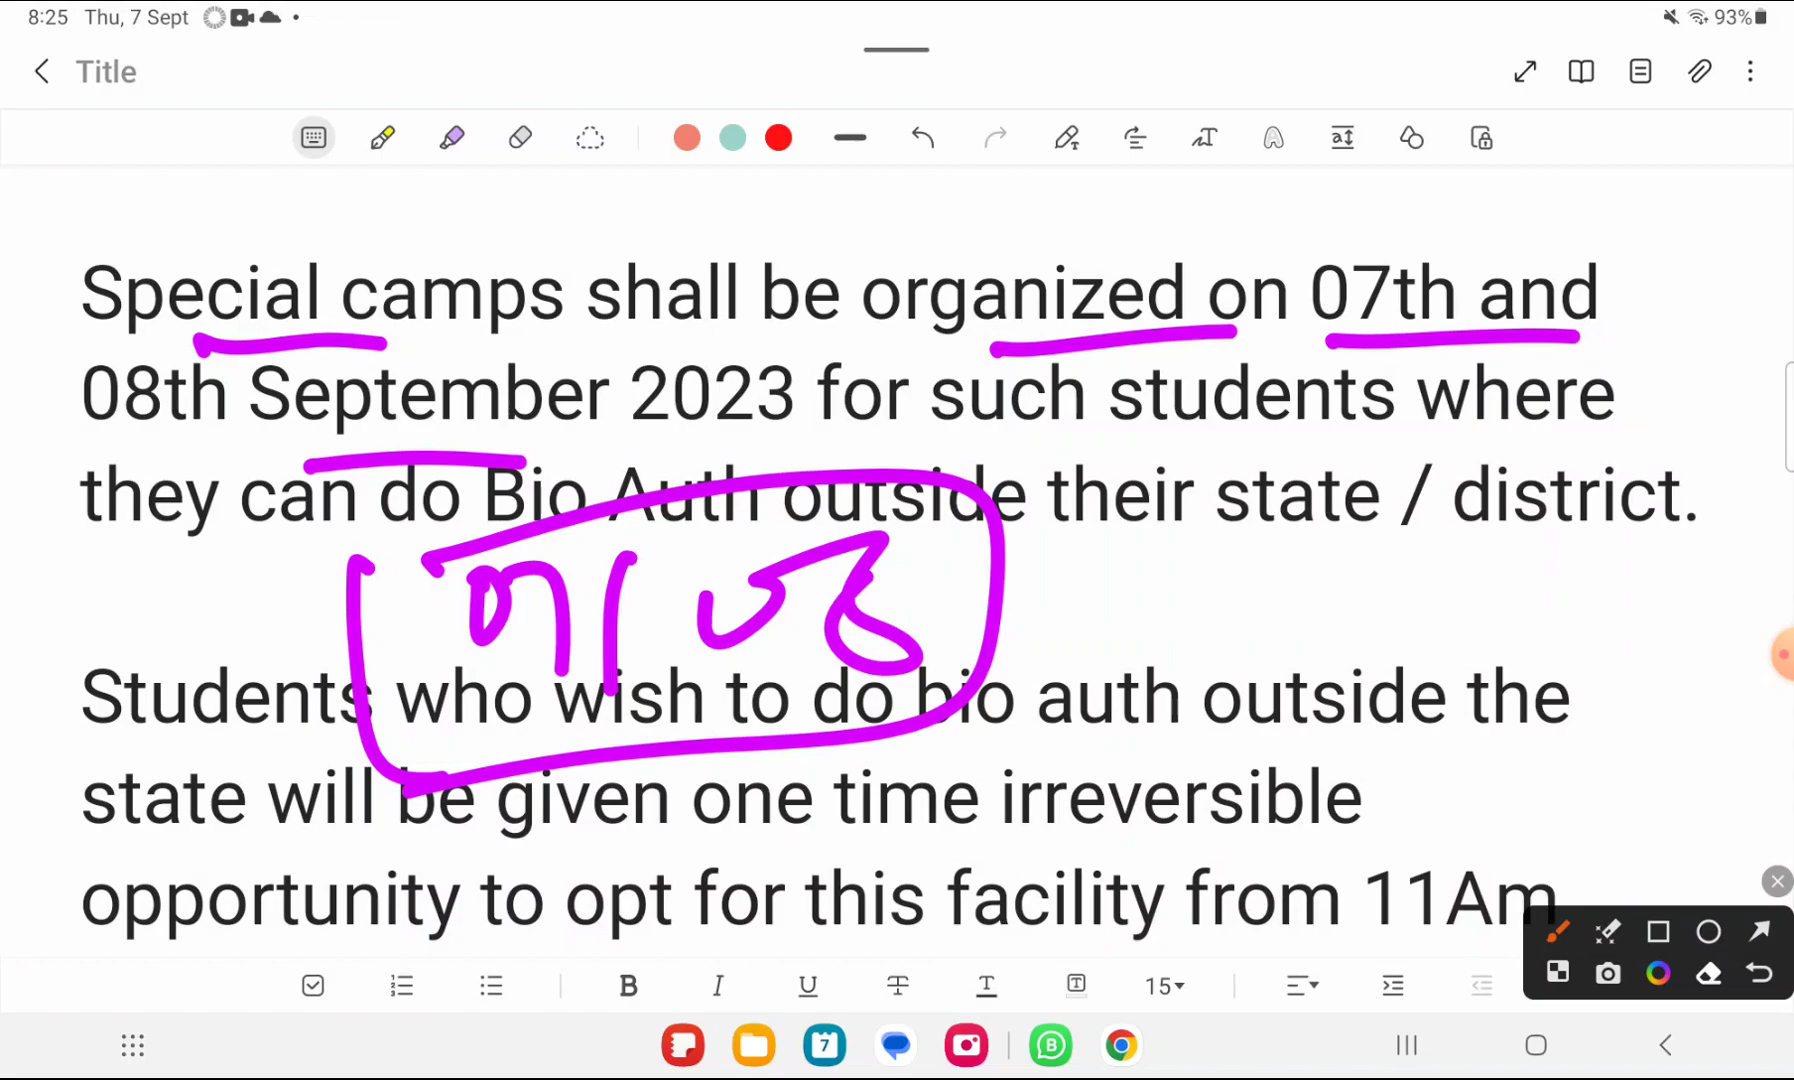 8:25 Thu, 7 Sept
93%
Title
Special camps shall be organized on 07th and
08th September 2023 for such students where
they can do Bio Auth outside their state / district.
07/08
Students who wish to do bio auth outside the
state will be given one time irreversible
opportunity to opt for this facility from 11Am
B I U T T 15
7
B